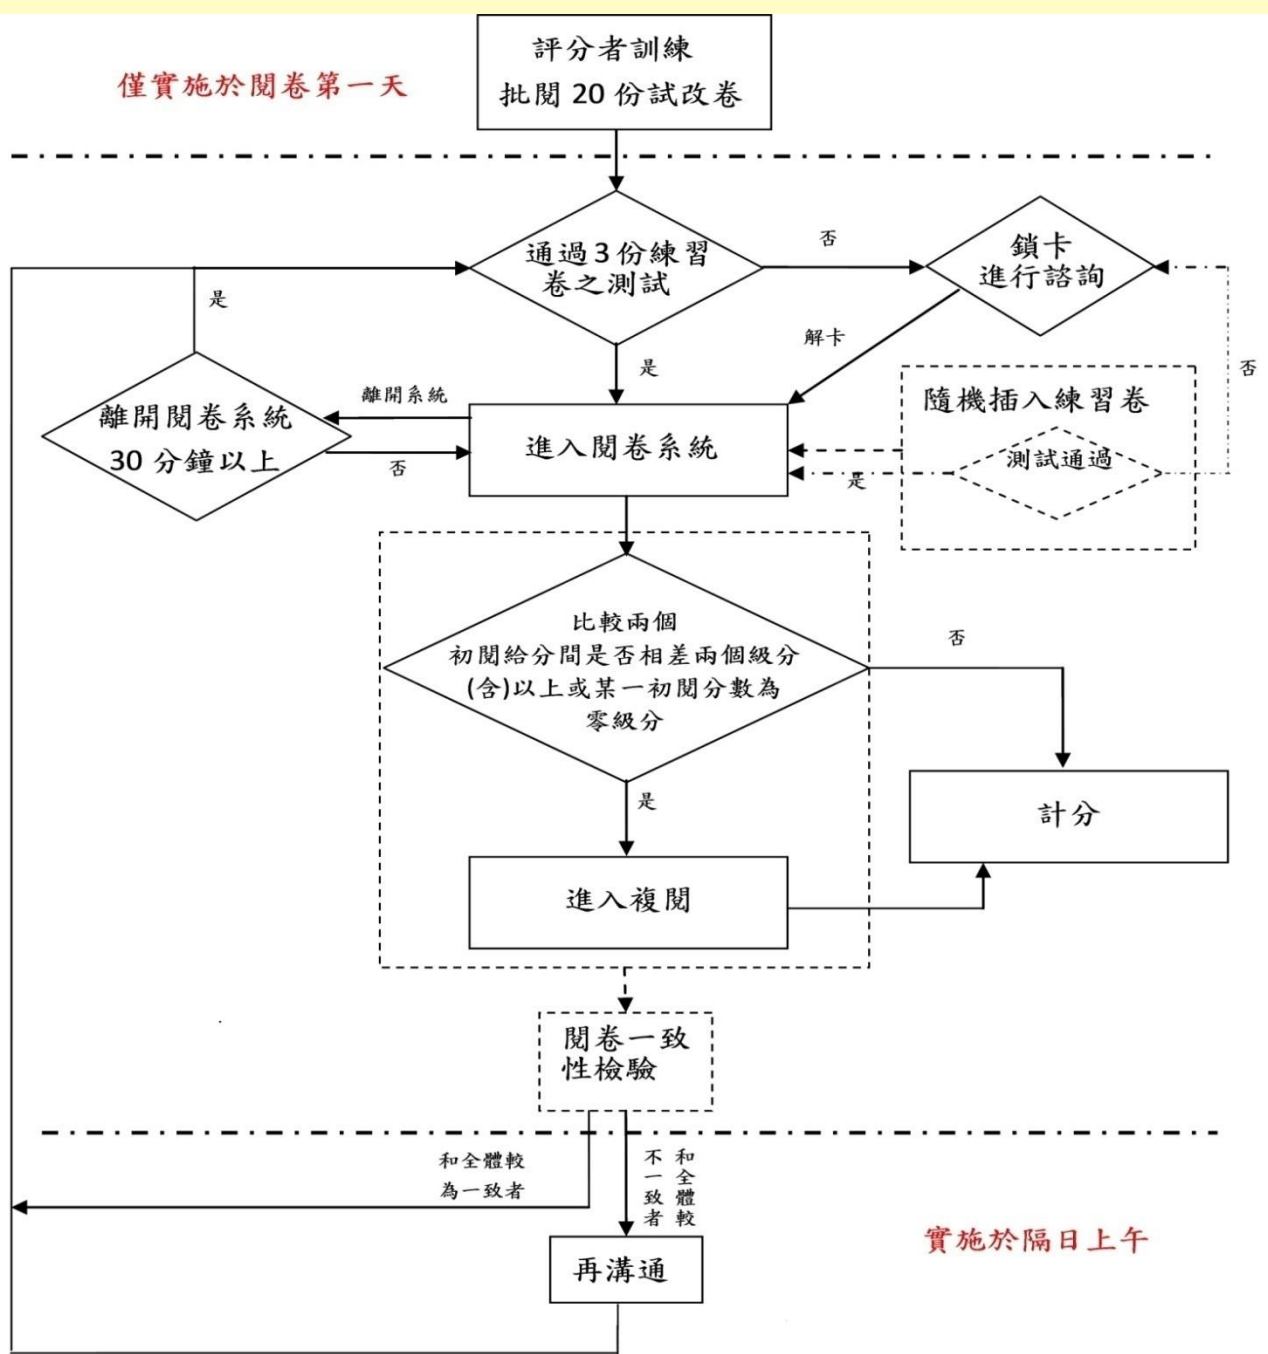 評分者訓練
批閱 20 份試改卷
僅實施於閱卷第一天
通過 3 份練習
卷之測試
否
鎖卡
進行諮詢
是
解卡
是
否
離開閱卷系統
30 分鐘以上
離開系統
否
進入閱卷系統
隨機插入練習卷
測試通過
是
比較兩個
初閱給分間是否相差兩個級分
(含)以上或某一初閱分數為
零級分
否
是
計分
進入複閱
閱卷一致
性檢驗
和全體較
為一致者
和全體較
不一致者
實施於隔日上午
再溝通